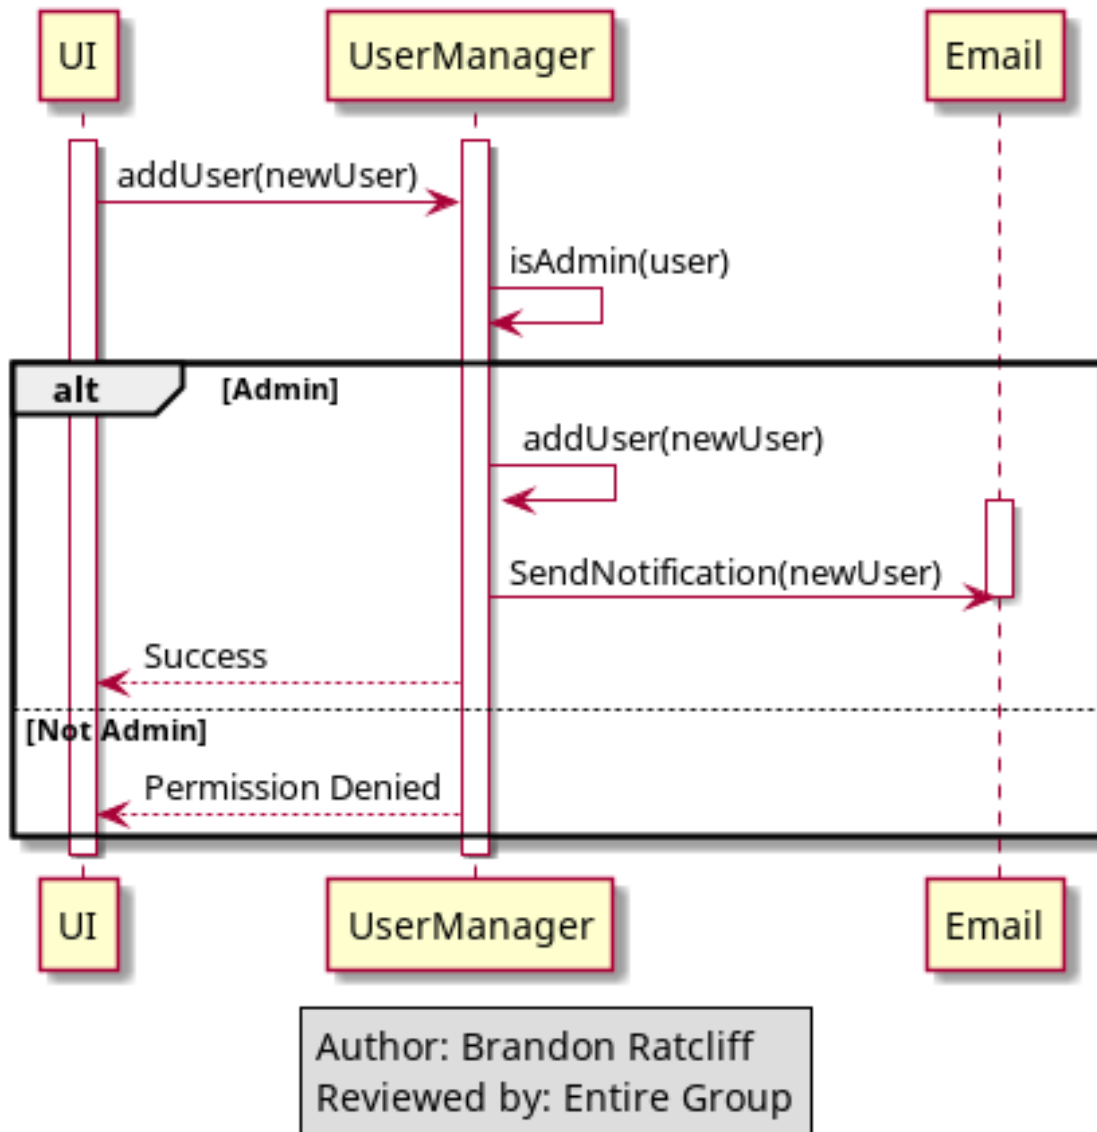 UI UserManager Email
addUser(newUser)
isAdmin(user)
alt [Admin]
addUser(newUser)
SendNotification(newUser)
Success
[Not Admin]
Permission Denied
UI UserManager Email
Author: Brandon Ratcliff
Reviewed by: Entire Group